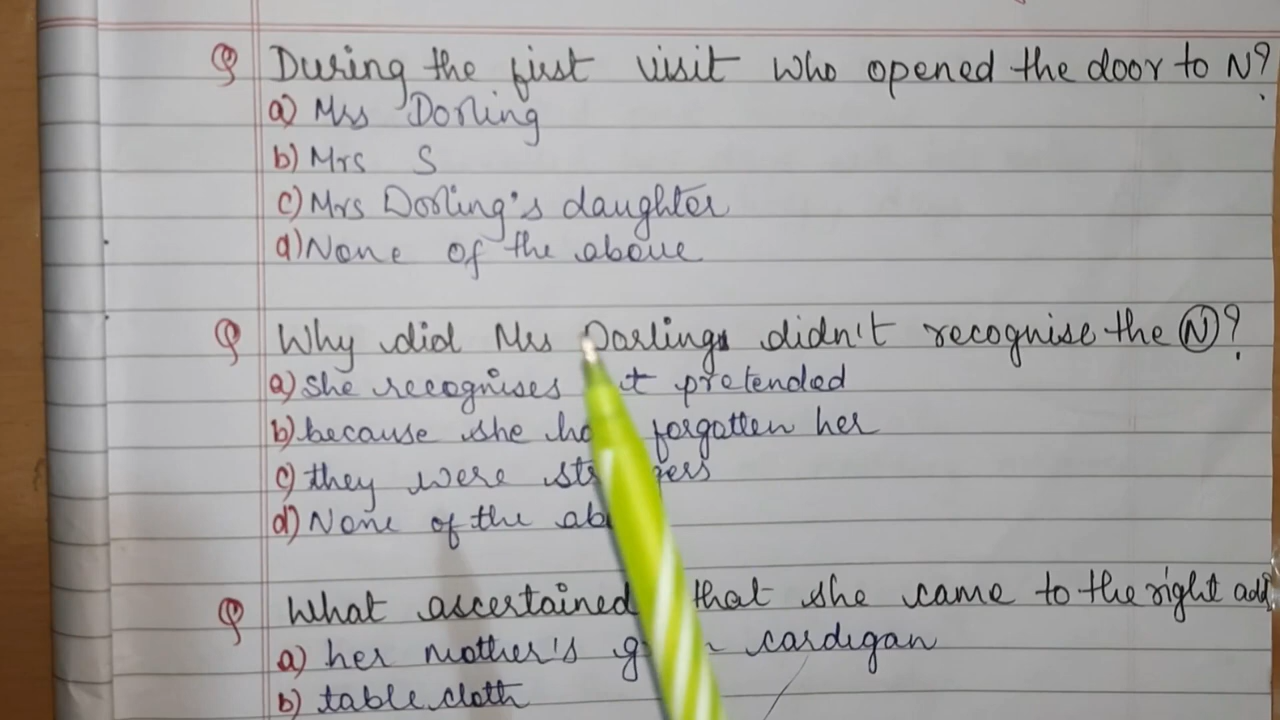 Q During the first visit who opened the door to N?
a) Mrs Dorling
b) Mrs S
c) Mrs Dorling's daughter
d) None of the above
Q Why did Mrs Darling didn't recognise the N?
a) she recognises pretended
b) because she forgotten her
c) they were
d) None of the
Q What ascertained that she came to the right
a) her mother's cardigan
b) table cloth